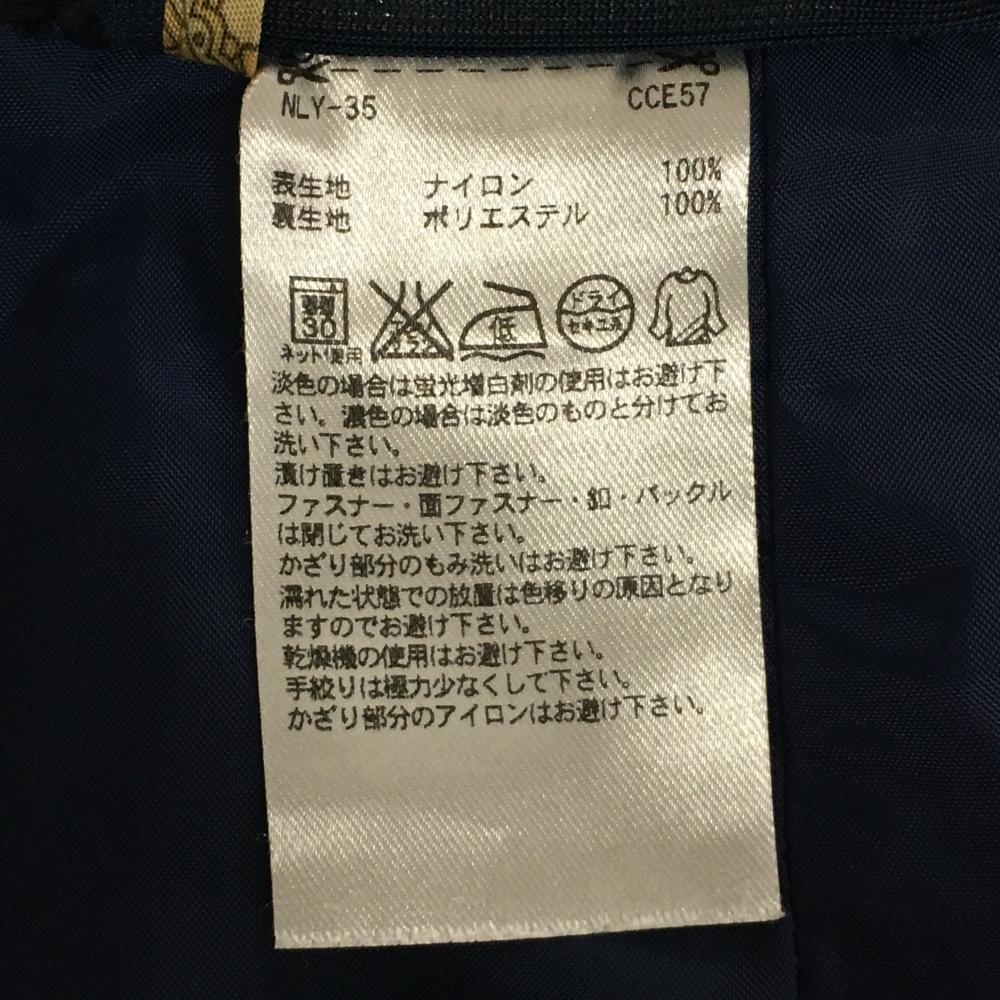 NLY-35 CCE57
表生地 ナイロン 100%
裏生地 ポリエステル 100%
30
ネット使用
低
ドライ
セキユ系
淡色の場合は蛍光増白剤の使用はお避け下
さい。濃色の場合は淡色のものと分けてお
洗い下さい。
漬け置きはお避け下さい。
ファスナー・面ファスナー・釦・バックル
は閉じてお洗い下さい。
かざり部分のもみ洗いはお避け下さい。
濡れた状態での放置は色移りの原因となり
ますのでお避け下さい。
乾燥機の使用はお避け下さい。
手絞りは極力少なくして下さい。
かざり部分のアイロンはお避け下さい。